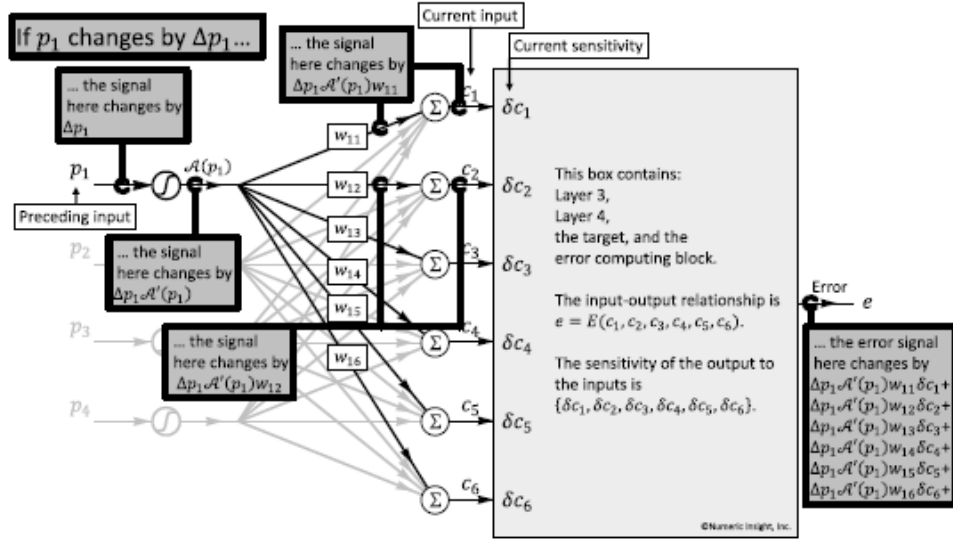 If p₁ changes by Δp₁...
... the signal
here changes by
Δp₁
... the signal
here changes by
Δp₁𝒜′(p₁)w₁₁
Current input
Current sensitivity
p₁
𝒜(p₁)
Preceding input
... the signal
here changes by
Δp₁𝒜′(p₁)
... the signal
here changes by
Δp₁𝒜′(p₁)w₁₂
p₂
p₃
p₄
w₁₁
w₁₂
w₁₃
w₁₄
w₁₅
w₁₆
Σ
Σ
Σ
Σ
Σ
Σ
c₁
c₂
c₃
c₄
c₅
c₆
δc₁
δc₂
δc₃
δc₄
δc₅
δc₆
This box contains:
Layer 3,
Layer 4,
the target, and the
error computing block.
The input-output relationship is
e = E(c₁, c₂, c₃, c₄, c₅, c₆).
The sensitivity of the output to
the inputs is
{δc₁, δc₂, δc₃, δc₄, δc₅, δc₆}.
©Numeric Insight, Inc.
Error
e
... the error signal
here changes by
Δp₁𝒜′(p₁)w₁₁δc₁+
Δp₁𝒜′(p₁)w₁₂δc₂+
Δp₁𝒜′(p₁)w₁₃δc₃+
Δp₁𝒜′(p₁)w₁₄δc₄+
Δp₁𝒜′(p₁)w₁₅δc₅+
Δp₁𝒜′(p₁)w₁₆δc₆+